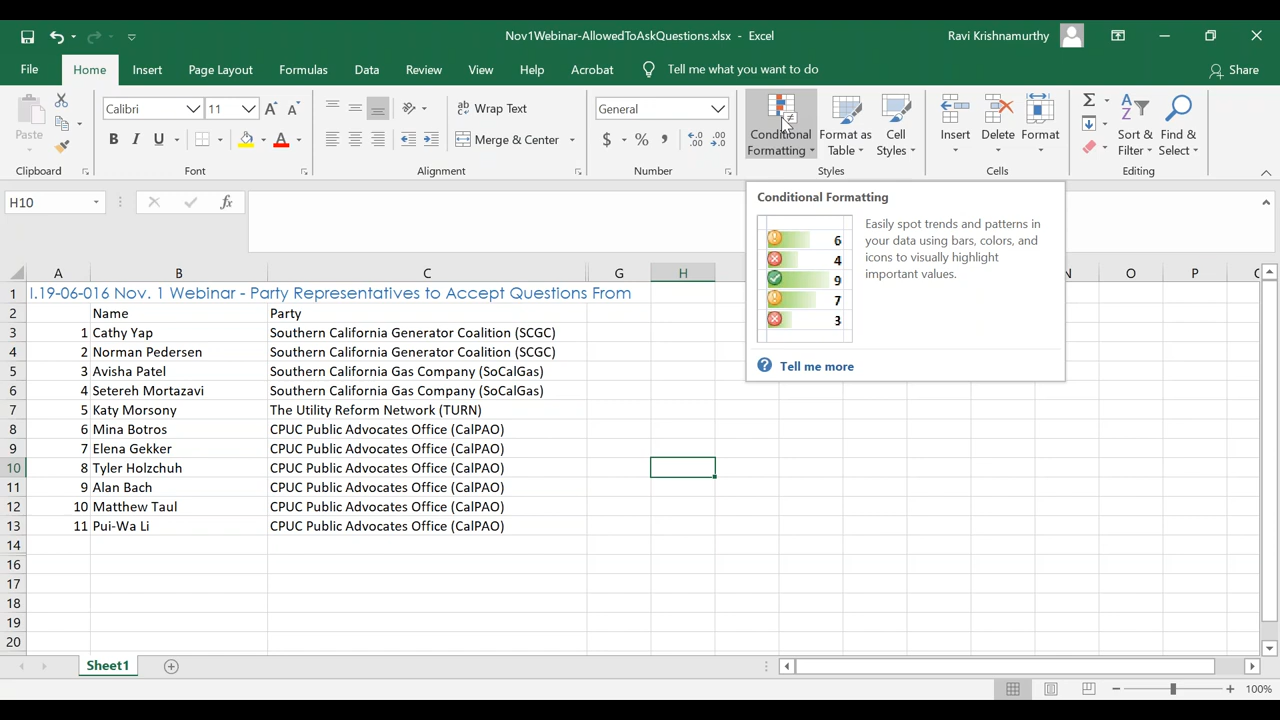 Nov1Webinar-AllowedToAskQuestions.xlsx - Excel
Ravi Krishnamurthy
File Home Insert Page Layout Formulas Data Review View Help Acrobat Tell me what you want to do Share
Paste
Clipboard
Calibri 11
B I U
Font
Wrap Text
Merge & Center
Alignment
General
$ % ,
Number
Conditional Formatting
Format as Table
Cell Styles
Styles
Insert Delete Format
Cells
Sort & Filter
Find & Select
Editing
H10 fx
Conditional Formatting
6
4
9
7
3
Easily spot trends and patterns in
your data using bars, colors, and
icons to visually highlight
important values.
Tell me more
A B C G H N O P
1 I.19-06-016 Nov. 1 Webinar - Party Representatives to Accept Questions From
2 Name Party
3 1 Cathy Yap Southern California Generator Coalition (SCGC)
4 2 Norman Pedersen Southern California Generator Coalition (SCGC)
5 3 Avisha Patel Southern California Gas Company (SoCalGas)
6 4 Setereh Mortazavi Southern California Gas Company (SoCalGas)
7 5 Katy Morsony The Utility Reform Network (TURN)
8 6 Mina Botros CPUC Public Advocates Office (CalPAO)
9 7 Elena Gekker CPUC Public Advocates Office (CalPAO)
10 8 Tyler Holzchuh CPUC Public Advocates Office (CalPAO)
11 9 Alan Bach CPUC Public Advocates Office (CalPAO)
12 10 Matthew Taul CPUC Public Advocates Office (CalPAO)
13 11 Pui-Wa Li CPUC Public Advocates Office (CalPAO)
14
16
17
18
19
20
Sheet1
100%